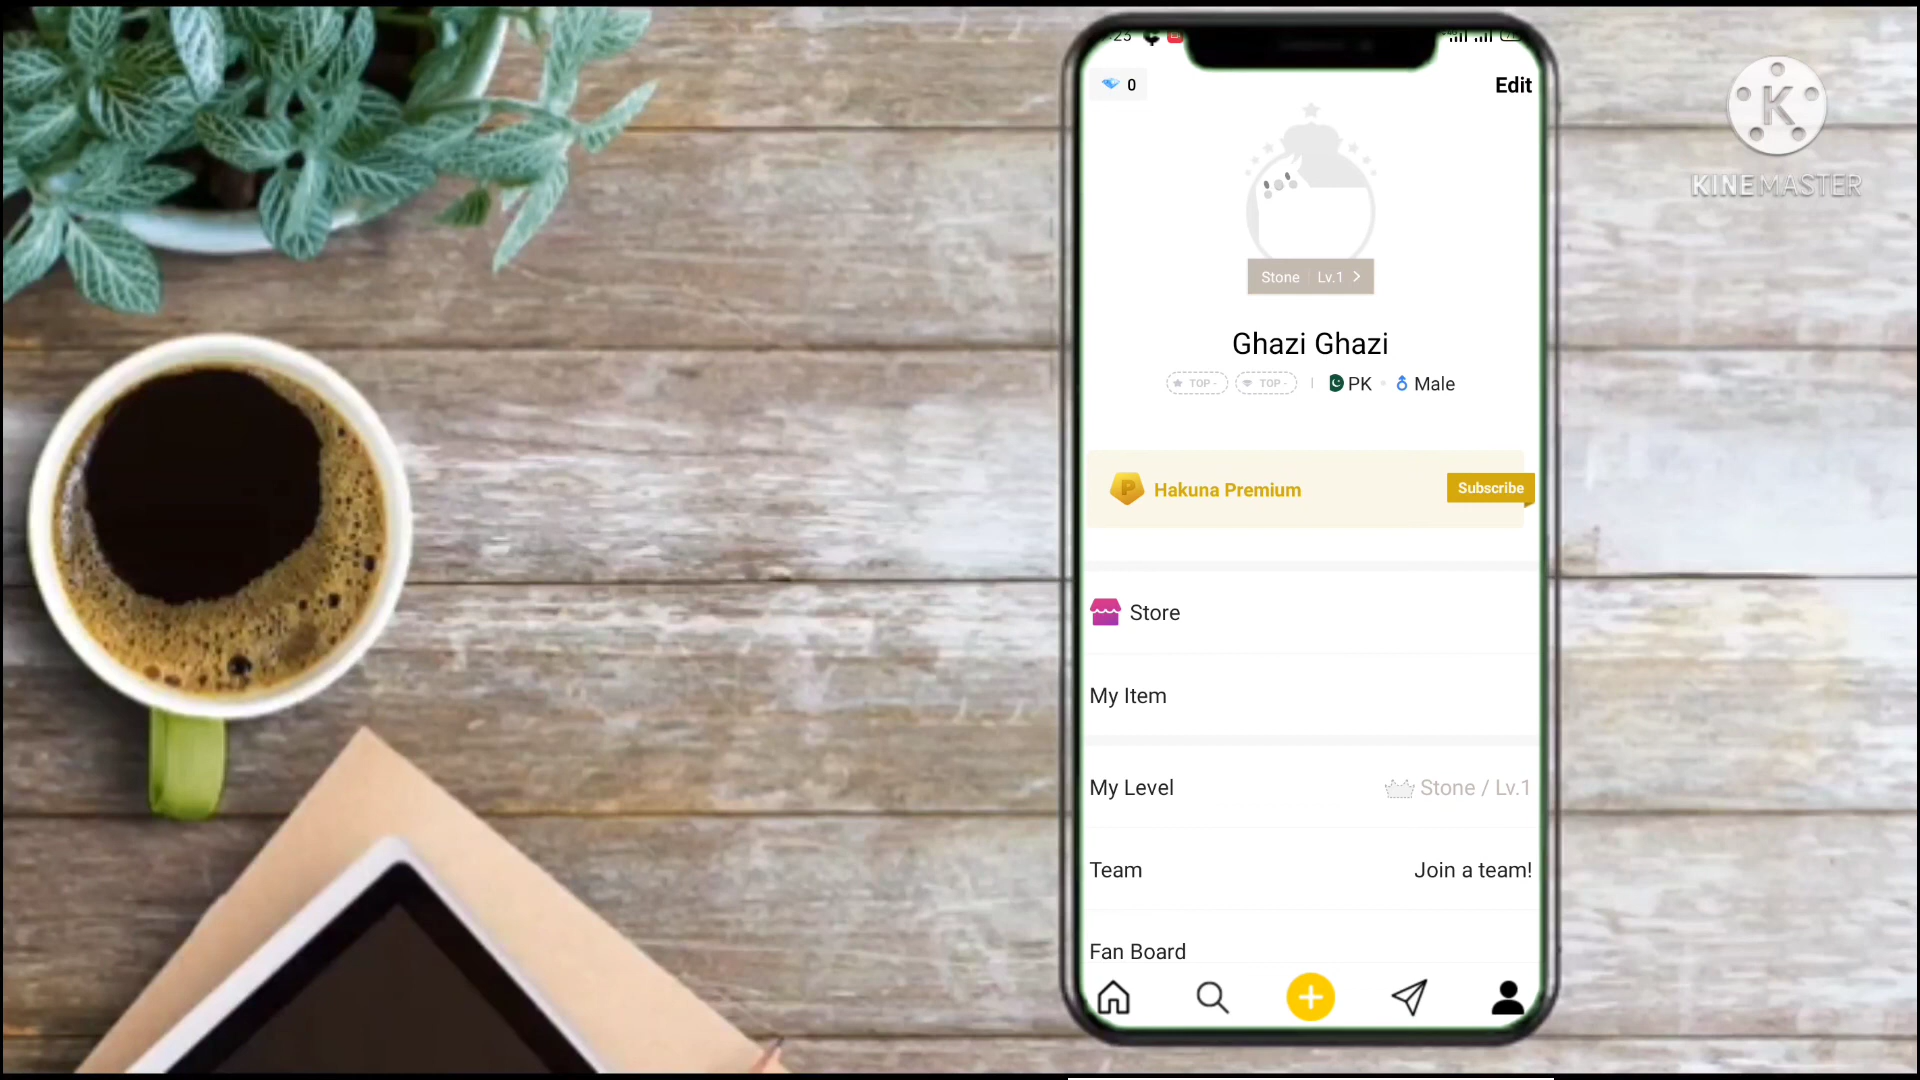 0
Edit
Stone Lv.1
Ghazi Ghazi
TOP - TOP - PK Male
P Hakuna Premium Subscribe
Store
My Item
My Level Stone / Lv.1
Team Join a team!
Fan Board
K
KINEMASTER